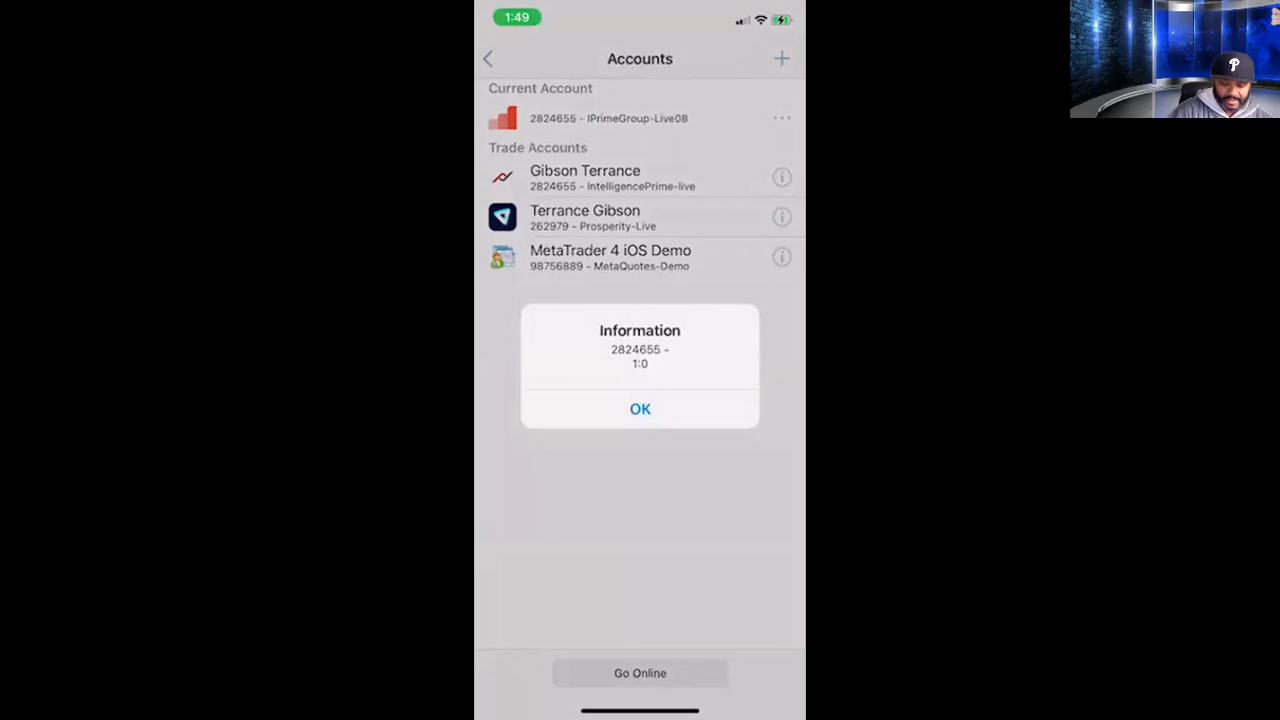 1:49
Accounts
Current Account
2824655 - IPrimeGroup-Live08
Trade Accounts
Gibson Terrance
2824655 - IntelligencePrime-live
Terrance Gibson
262979 - Prosperity-Live
MetaTrader 4 iOS Demo
98756889 - MetaQuotes-Demo
Information
2824655 -
1:0
OK
Go Online
P